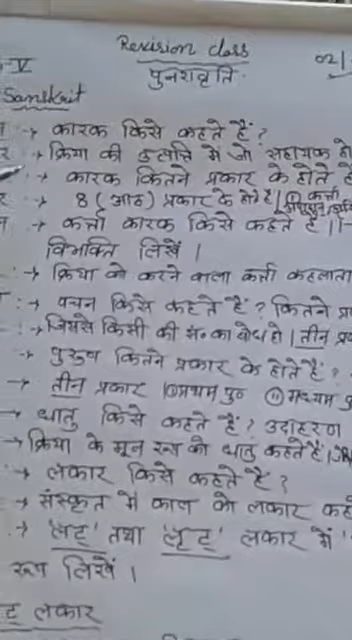 Revision class
-V
02/
पुनरावृति
Sanskrit
→ कारक किसे कहते हैं ?
→ क्रिया की उत्पत्ति में जो सहायक हो
→ कारक कितने प्रकार के होते
→ 8 (आठ) प्रकार के होते हैं | कर्त्ता
→ कर्त्ता कारक किसे कहते हैं |
विभक्ति लिखें |
→ क्रिया को करने वाला कर्त्ता कहलाता
→ वचन किसे कहते हैं ? कितने प्र
→ जिससे किसी की सं० का बोध हो | तीन प्र
→ पुरुष कितने प्रकार के होते हैं ?
→ तीन प्रकार (i) प्रथम पु० (ii) मध्यम पु
→ धातु किसे कहते हैं ? उदाहरण
→ क्रिया के मूल रूप को धातु कहते हैं |
→ लकार किसे कहते हैं ?
→ संस्कृत में काल को लकार कह
→ 'लट्' तथा 'लृट्' लकार में '
रूप लिखें |
ट् लकार